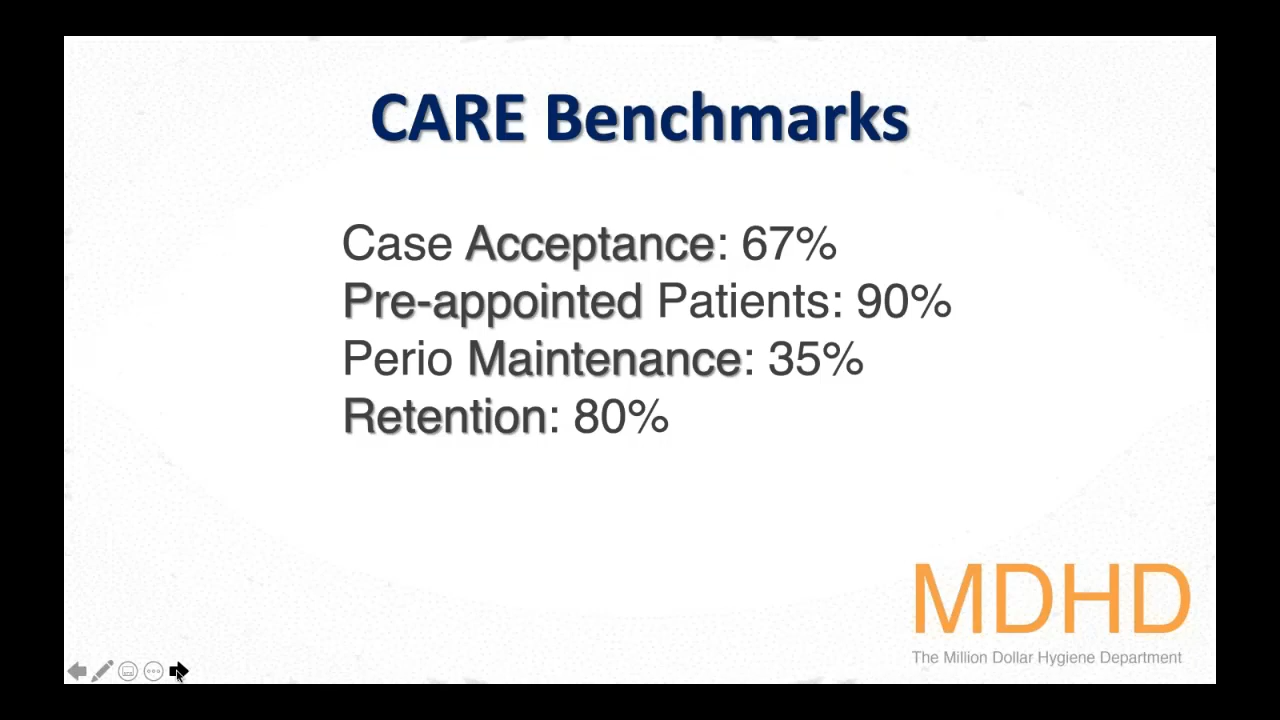 CARE Benchmarks
Case Acceptance: 67%
Pre-appointed Patients: 90%
Perio Maintenance: 35%
Retention: 80%
MDHD
The Million Dollar Hygiene Department